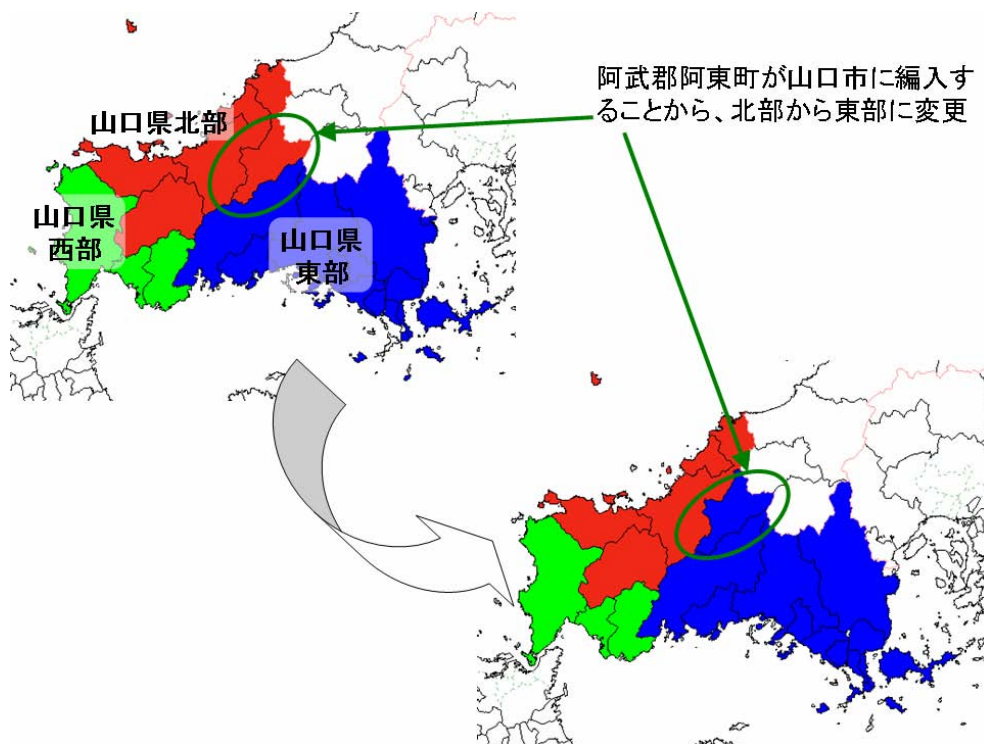 阿武郡阿東町が山口市に編入す
ることから、北部から東部に変更
山口県北部
山口県
西部
山口県
東部